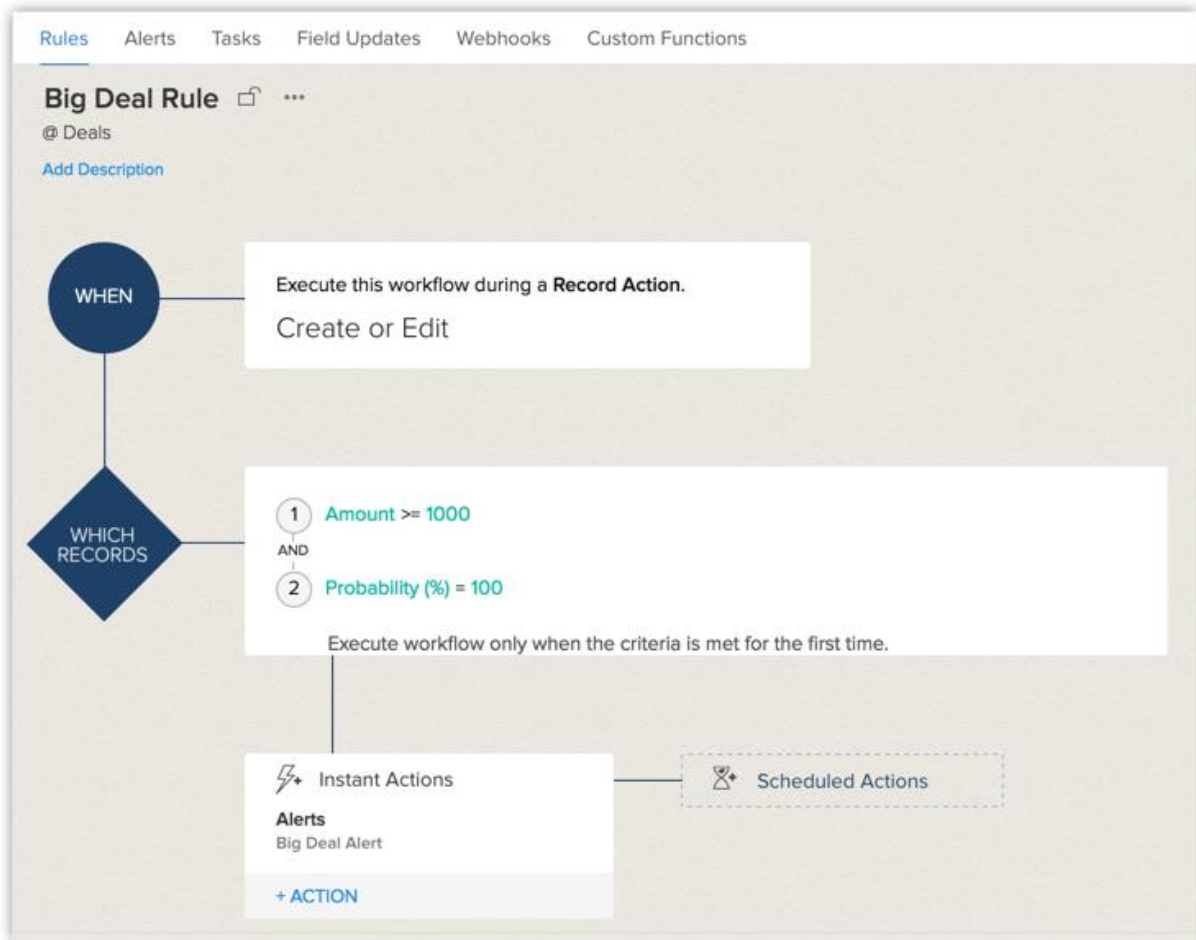 Rules Alerts Tasks Field Updates Webhooks Custom Functions
Big Deal Rule •••
@ Deals
Add Description
WHEN
Execute this workflow during a Record Action.
Create or Edit
WHICH
RECORDS
1 Amount >= 1000
AND
2 Probability (%) = 100
Execute workflow only when the criteria is met for the first time.
Instant Actions
Scheduled Actions
Alerts
Big Deal Alert
+ ACTION